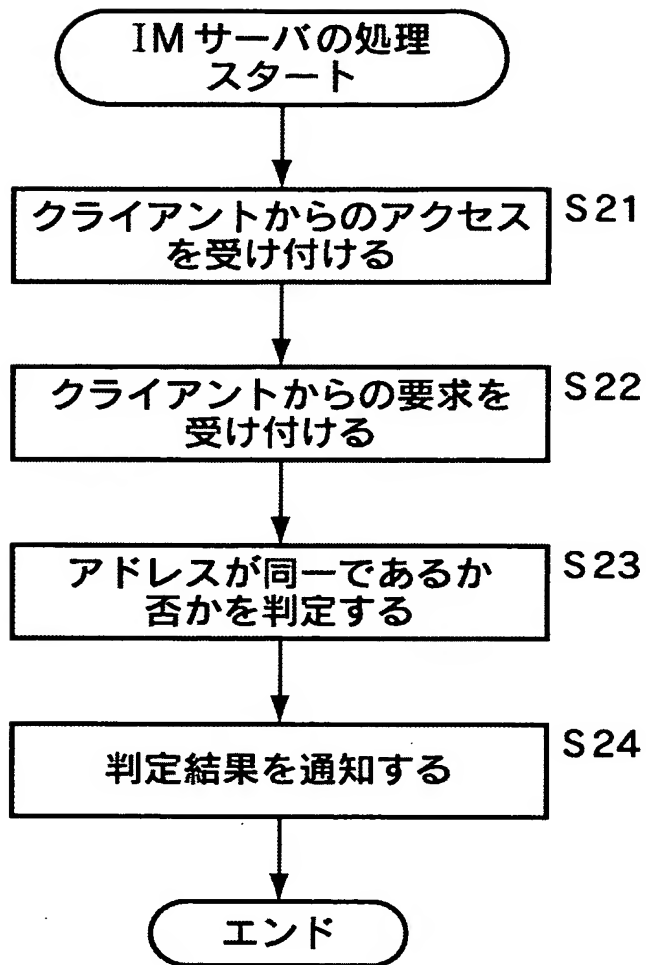 IMサーバの処理
スタート
クライアントからのアクセス
を受け付ける
S21
クライアントからの要求を
受け付ける
S22
アドレスが同一であるか
否かを判定する
S23
判定結果を通知する
S24
エンド